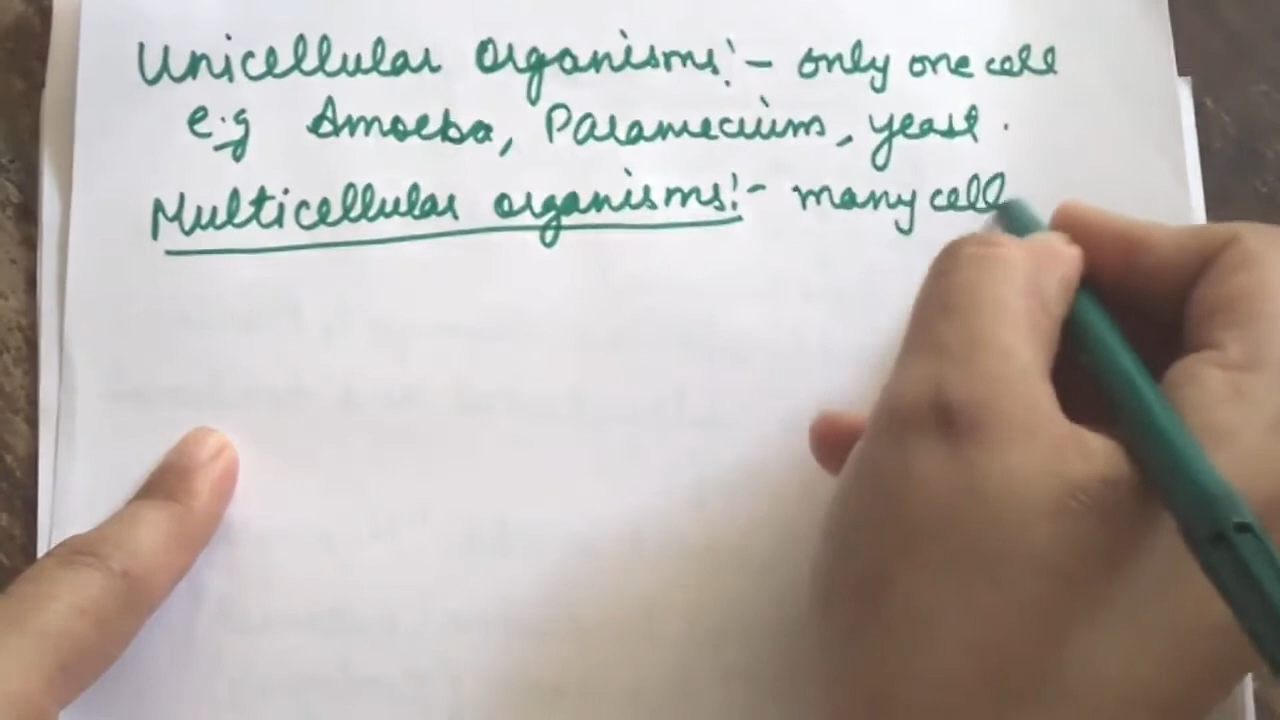 Unicellular organisms:- only one cell
e.g Amoeba, Paramecium, yeast.
Multicellular organisms:- many cell